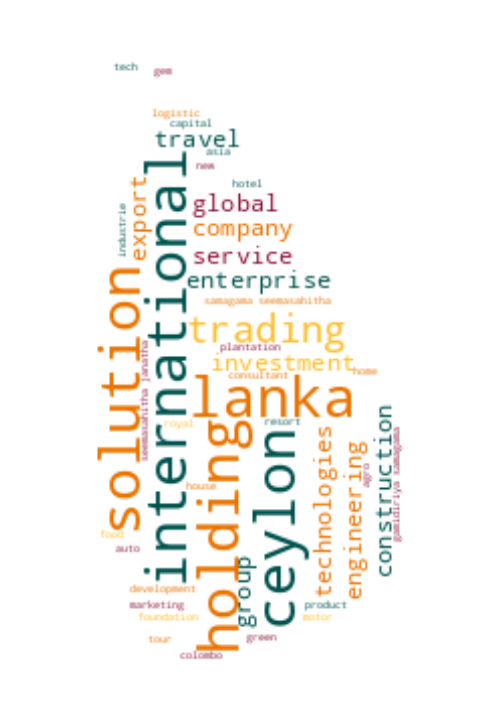 tech
gem
logistic
capital
travel
asia
new
hotel
international
export
industrie
global
company
service
enterprise
samagama seemasahitha
solution
trading
plantation
investment
consultant
home
seemasahitha janatha
lanka
royal
holding
resort
ceylon
technologies
engineering
agro
construction
gamidiriya samagama
house
food
auto
group
development
marketing
foundation
product
motor
tour
green
colombo